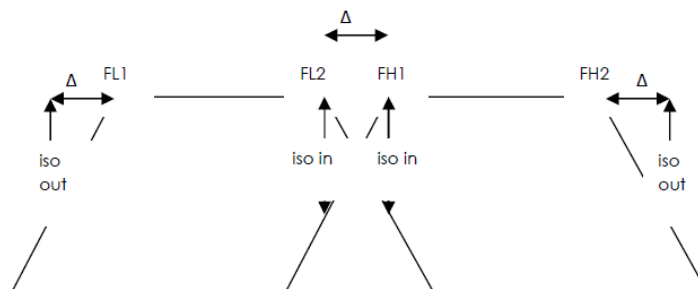 Δ
Δ FL1 FL2 FH1 FH2 Δ
iso out
iso in
iso in
iso out